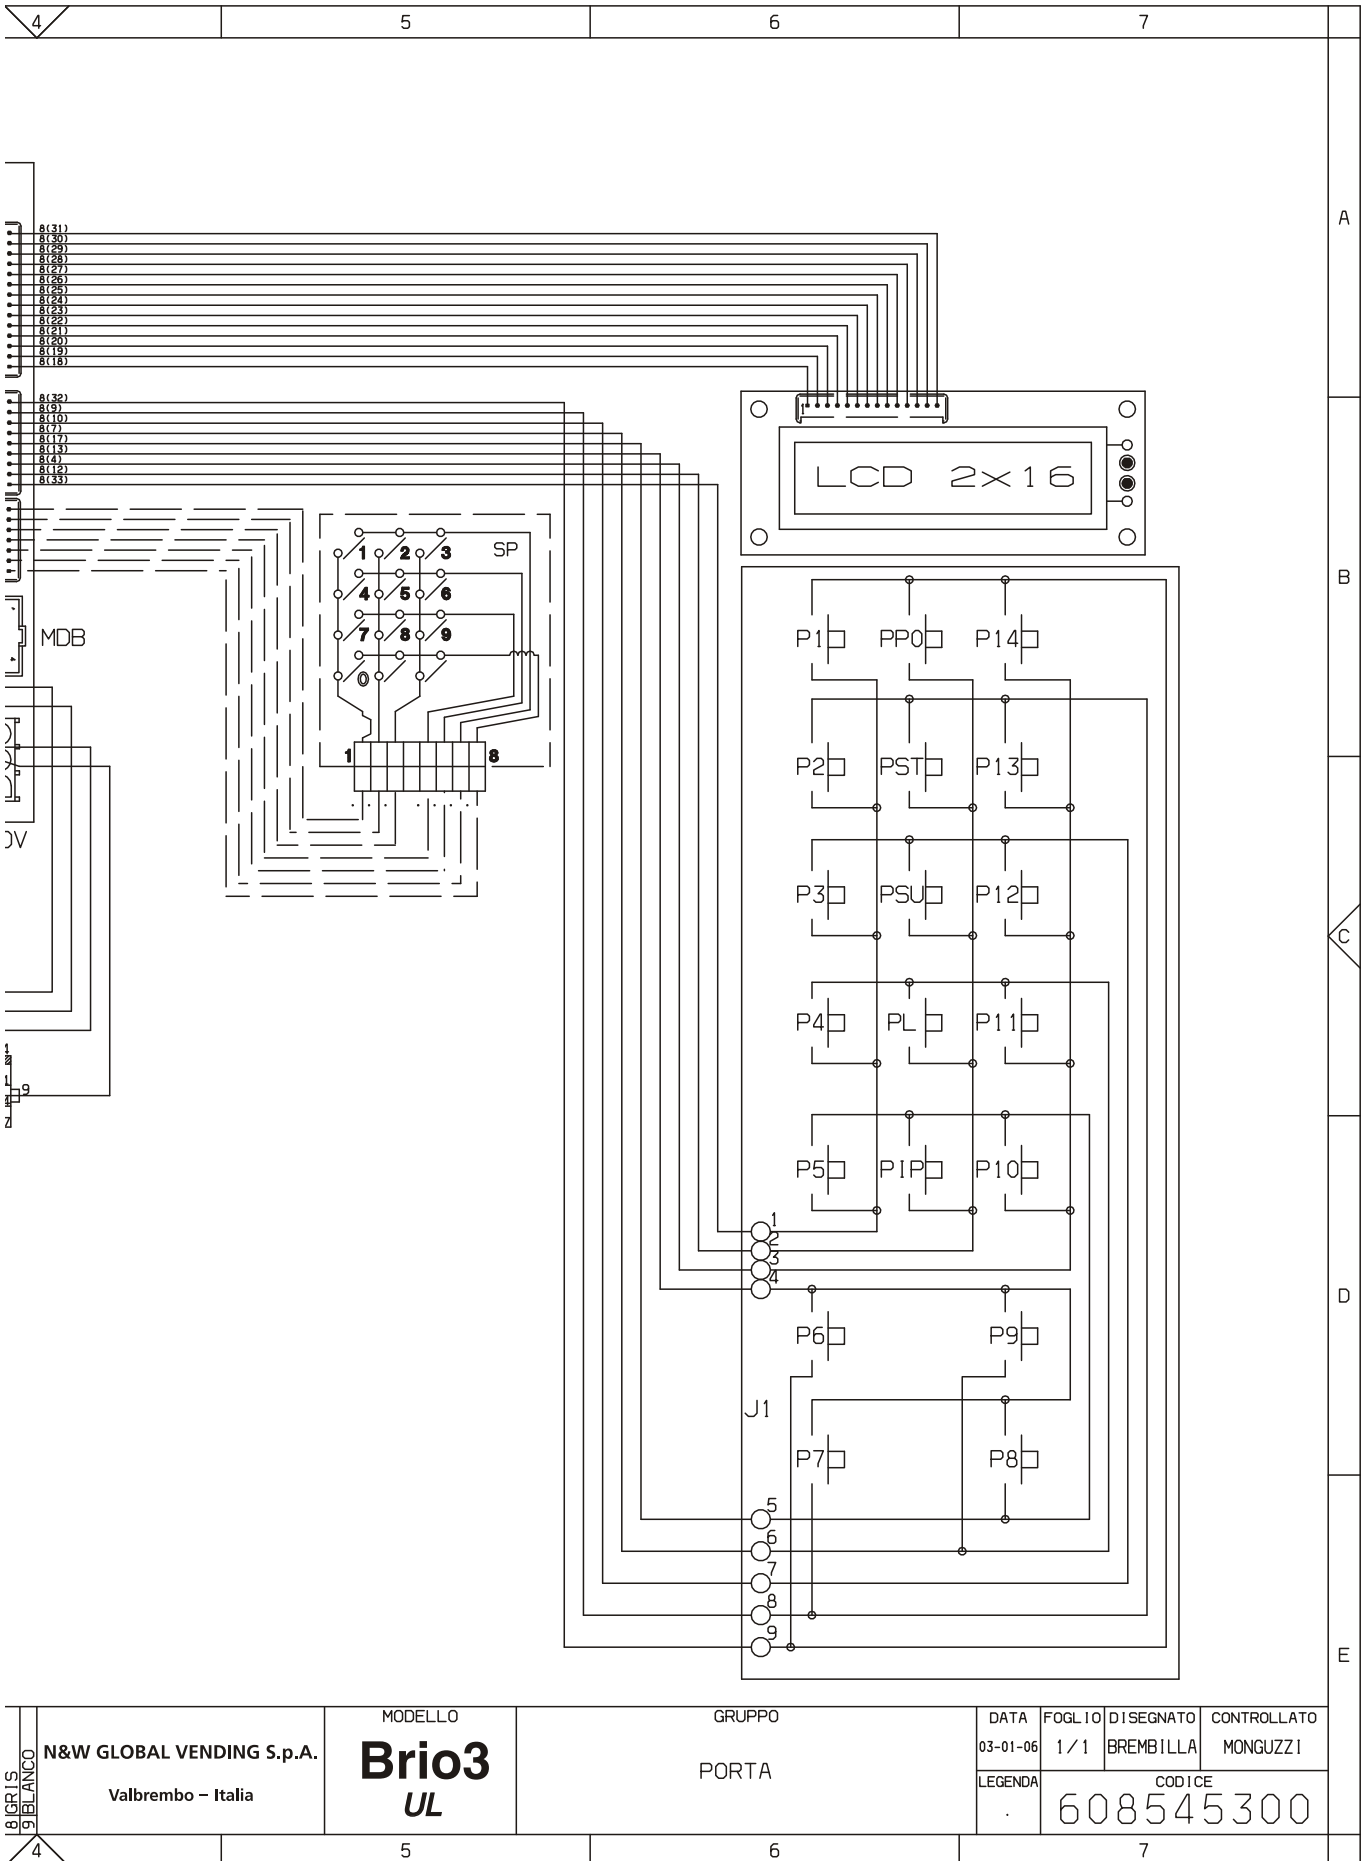 4 5 6 7
A
8(31)
8(30)
8(29)
8(28)
8(27)
8(26)
8(25)
8(24)
8(23)
8(22)
8(21)
8(20)
8(19)
8(18)
8(32)
8(9)
8(10)
8(7)
8(17)
8(13)
8(4)
8(12)
8(33)
1
LCD 2x16
1 2 3 SP
4 5 6
7 8 9
0
1 8
B
MDB
P1 PPO P14
P2 PST P13
0V
P3 PSU P12
C
P4 PL P11
9
P5 PIP P10
1
2
3
4
D
P6 P9
J1
P7 P8
5
6
7
8
9
E
8 GRIS
9 BLANCO
N&W GLOBAL VENDING S.p.A.
Valbrembo – Italia
MODELLO
Brio3
UL
GRUPPO
PORTA
DATA FOGLIO DISEGNATO CONTROLLATO
03-01-06 1/1 BREMBILLA MONGUZZI
LEGENDA CODICE
. 608545300
4 5 6 7